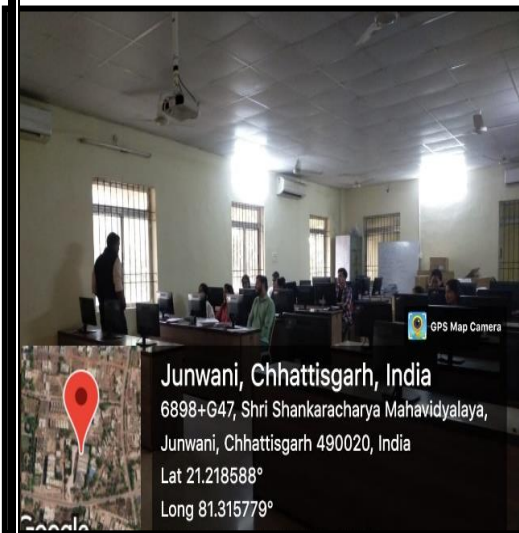 GPS Map Camera
Junwani, Chhattisgarh, India
6898+G47, Shri Shankaracharya Mahavidyalaya,
Junwani, Chhattisgarh 490020, India
Lat 21.218588°
Long 81.315779°
Google